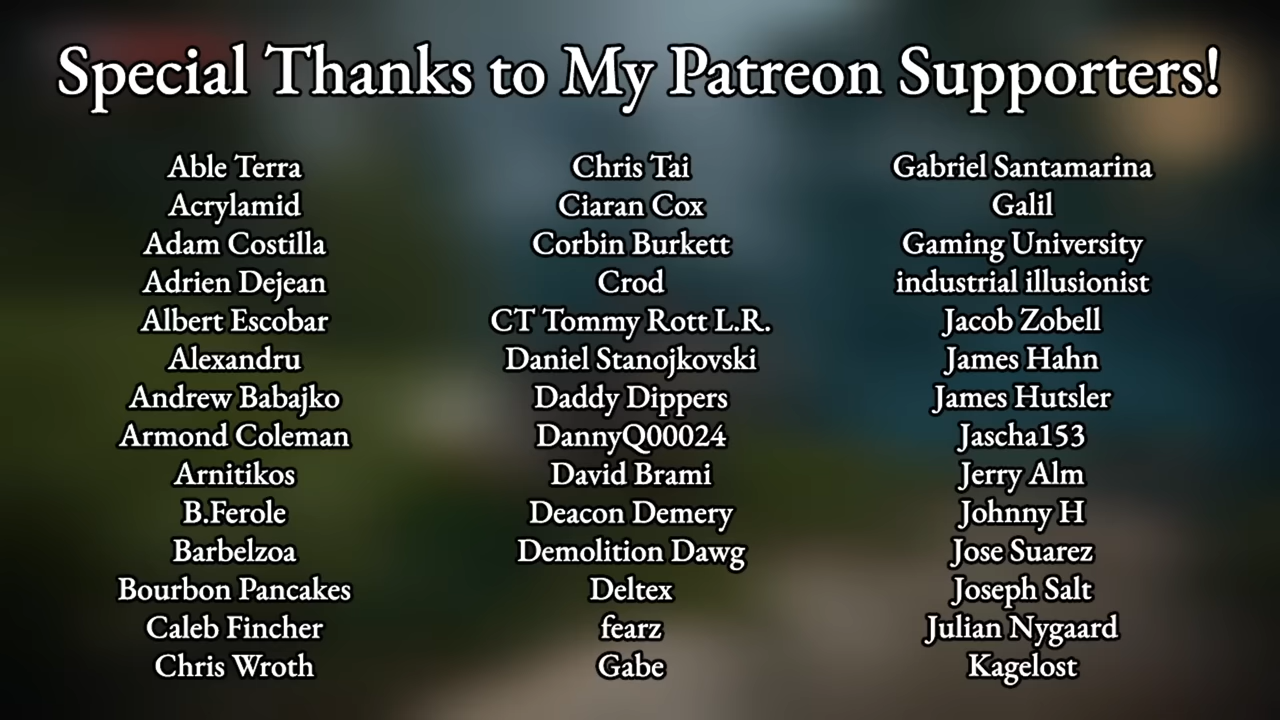 Special Thanks to My Patreon Supporters!
Able Terra
Acrylamid
Adam Costilla
Adrien Dejean
Albert Escobar
Alexandru
Andrew Babajko
Armond Coleman
Arnitikos
B.Ferole
Barbelzoa
Bourbon Pancakes
Caleb Fincher
Chris Wroth
Chris Tai
Ciaran Cox
Corbin Burkett
Crod
CT Tommy Rott L.R.
Daniel Stanojkovski
Daddy Dippers
DannyQ00024
David Brami
Deacon Demery
Demolition Dawg
Deltex
fearz
Gabe
Gabriel Santamarina
Galil
Gaming University
industrial illusionist
Jacob Zobell
James Hahn
James Hutsler
Jascha153
Jerry Alm
Johnny H
Jose Suarez
Joseph Salt
Julian Nygaard
Kagelost